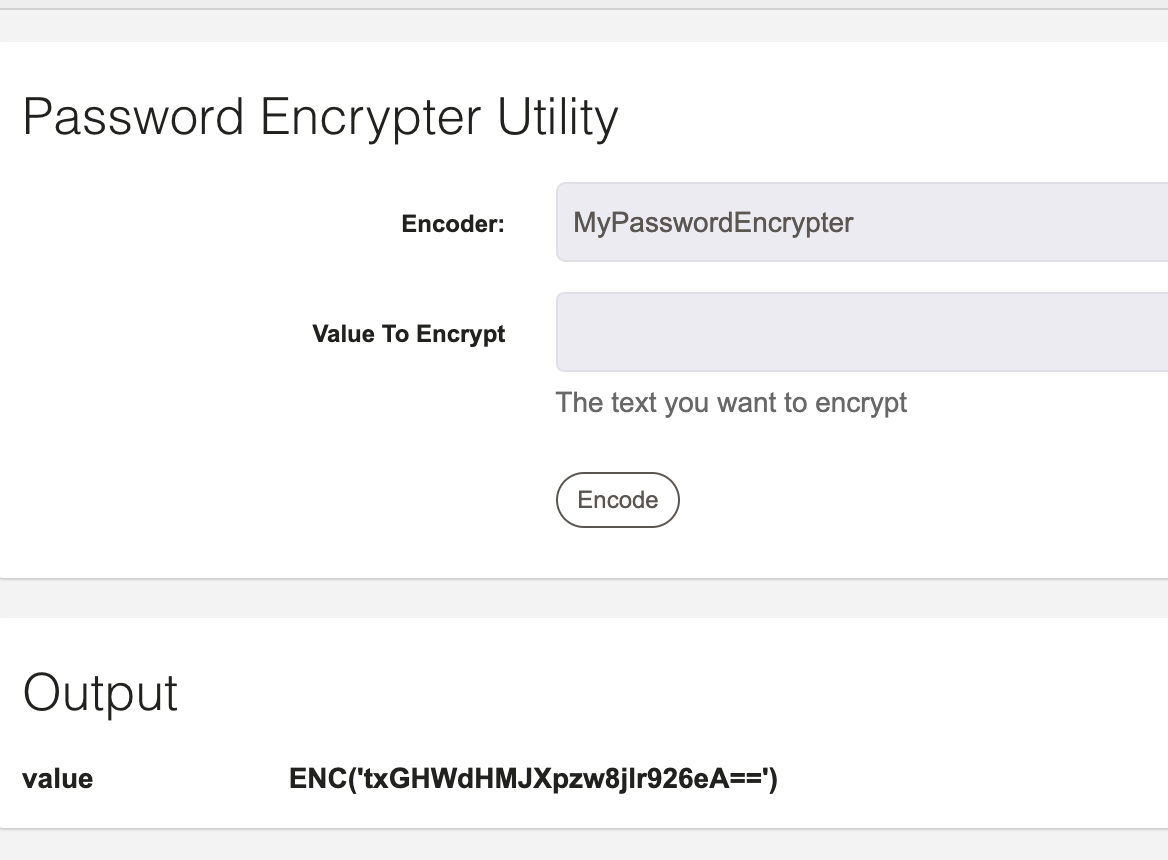 Password Encrypter Utility
Encoder:
MyPasswordEncrypter
Value To Encrypt
The text you want to encrypt
Encode
Output
value ENC('txGHWdHMJXpzw8jlr926eA==')